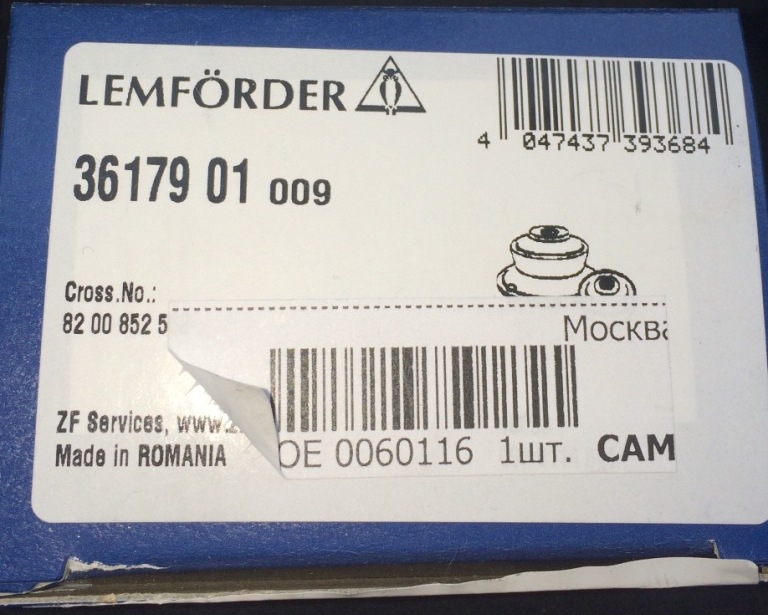 LEMFÖRDER
4 047437 393684
36179 01 009
Cross.No.:
82 00 852 5
Москва
ZF Services, www.
Made in ROMANIA
OE 0060116 1шт. САМ